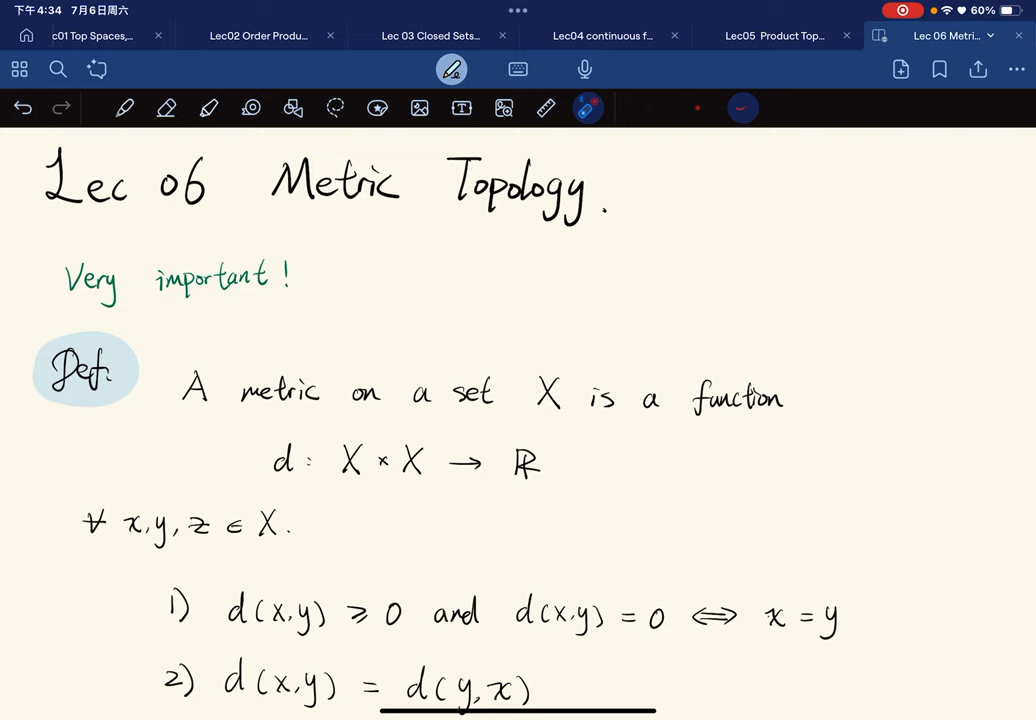 下午4:34 7月6日周六 60%
c01 Top Spaces,... Lec02 Order Produ... Lec 03 Closed Sets... Lec04 continuous f... Lec05 Product Top... Lec 06 Metri...
Lec 06 Metric Topology.
Very important!
Def: A metric on a set X is a function
d: X × X → ℝ
∀ x, y, z ∈ X.
1) d(x,y) ≥ 0 and d(x,y) = 0 ⟺ x = y
2) d(x,y) = d(y,x)